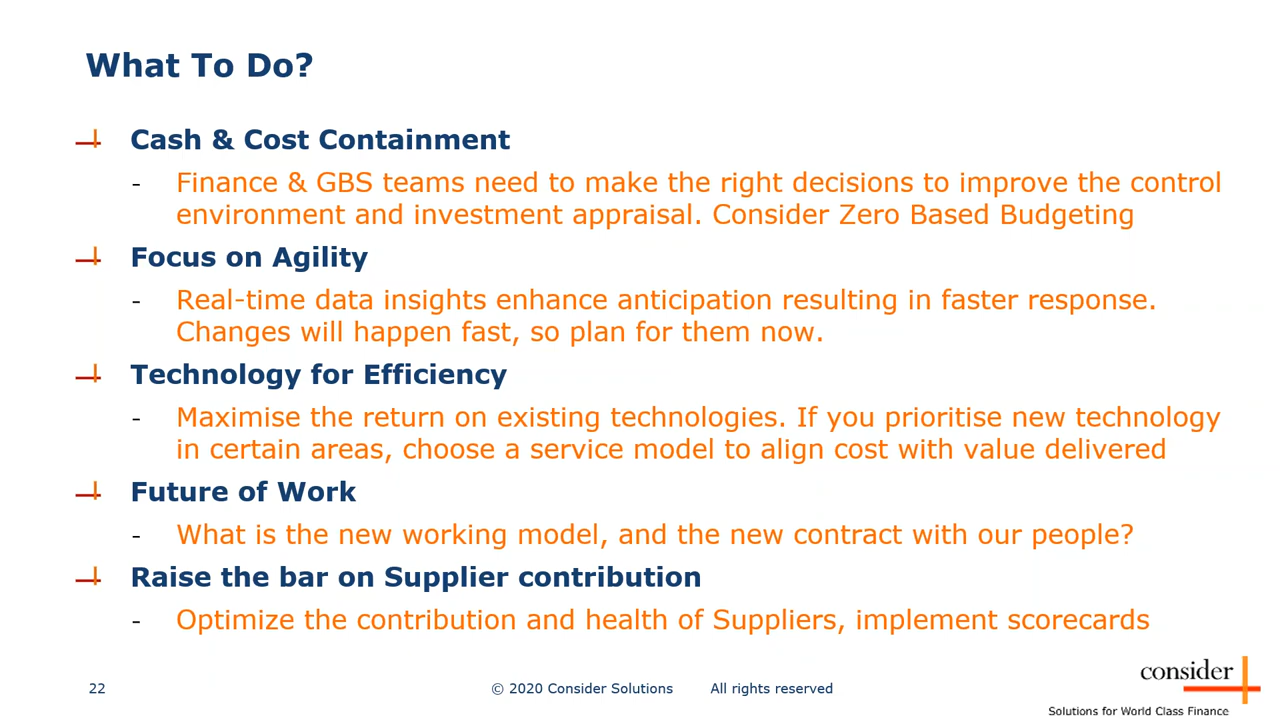 What To Do?
Cash & Cost Containment
- Finance & GBS teams need to make the right decisions to improve the control
environment and investment appraisal. Consider Zero Based Budgeting
Focus on Agility
- Real-time data insights enhance anticipation resulting in faster response.
Changes will happen fast, so plan for them now.
Technology for Efficiency
- Maximise the return on existing technologies. If you prioritise new technology
in certain areas, choose a service model to align cost with value delivered
Future of Work
- What is the new working model, and the new contract with our people?
Raise the bar on Supplier contribution
- Optimize the contribution and health of Suppliers, implement scorecards
22
© 2020 Consider Solutions All rights reserved
consider
Solutions for World Class Finance